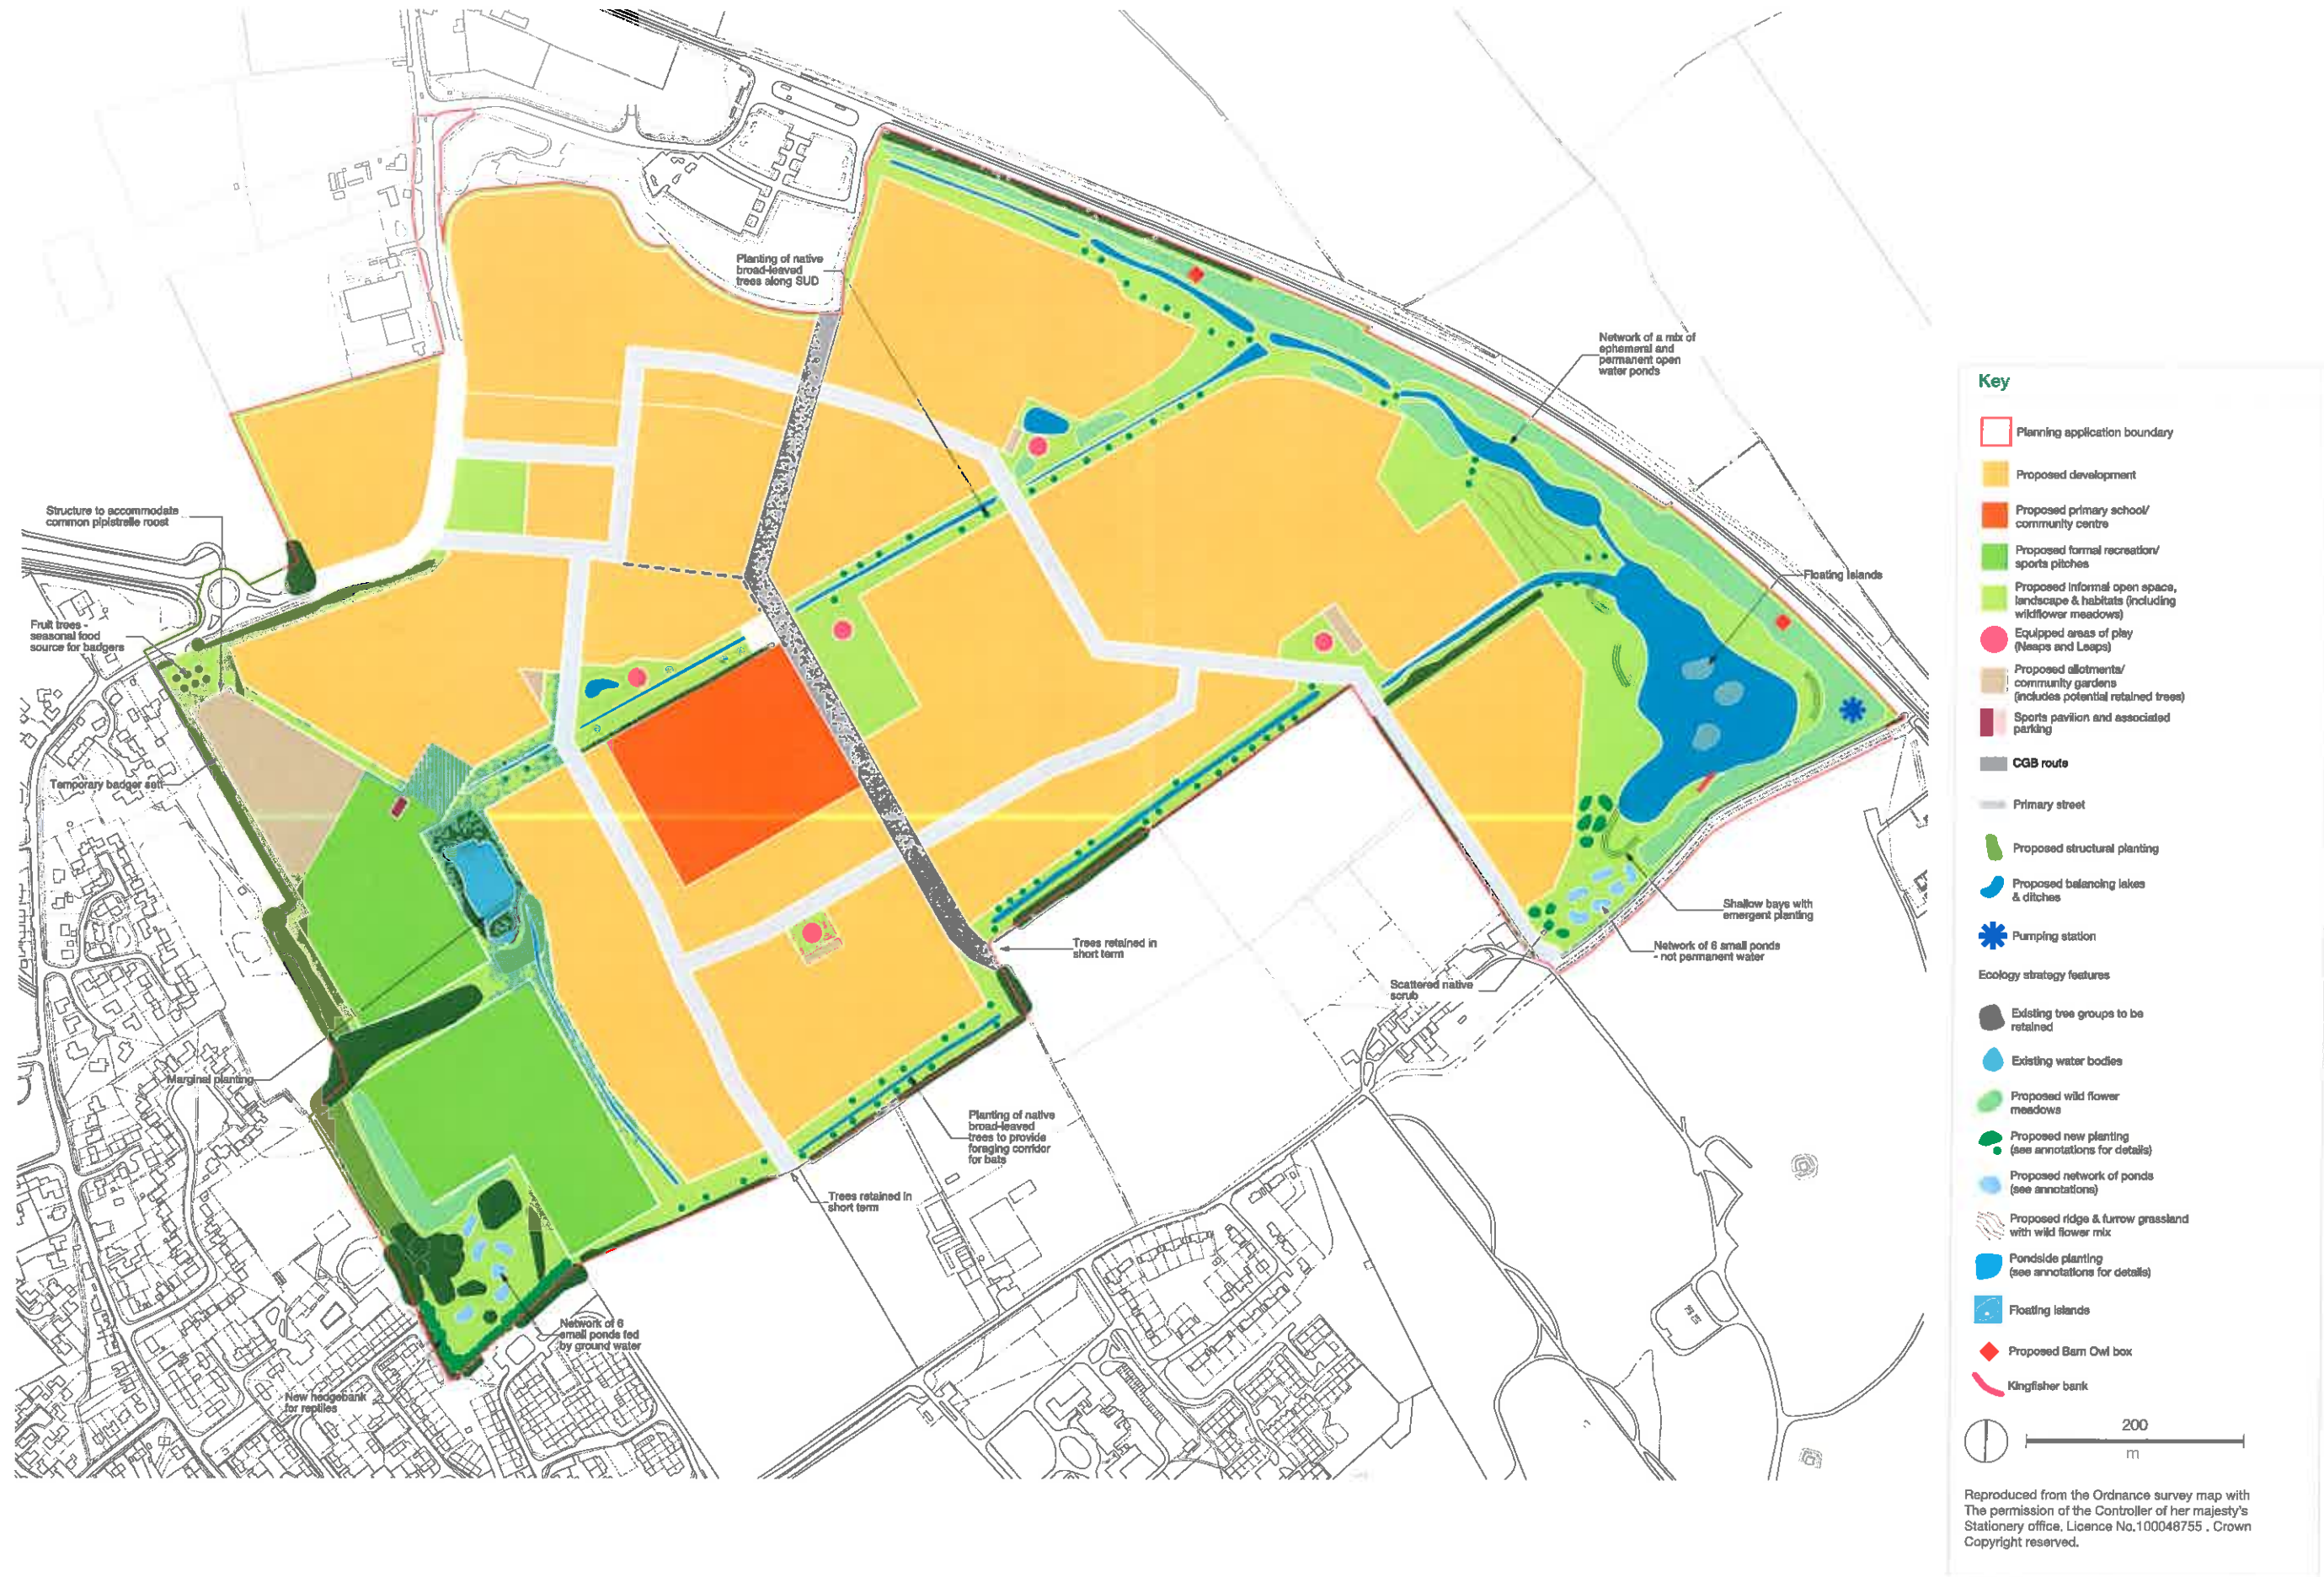 Planting of native
broad-leaved
trees along SUD
Network of a mix of
ephemeral and
permanent open
water ponds
Structure to accommodate
common pipistrelle roost
Floating islands
Fruit trees -
seasonal food
source for badgers
Temporary badger sett
Shallow bays with
emergent planting
Trees retained in
short term
Network of 6 small ponds
- not permanent water
Scattered native
scrub
Marginal planting
Planting of native
broad-leaved
trees to provide
foraging corridor
for bats
Trees retained in
short term
Network of 6
small ponds fed
by ground water
New hedgebank
for reptiles
Key
Planning application boundary
Proposed development
Proposed primary school/
community centre
Proposed formal recreation/
sports pitches
Proposed informal open space,
landscape & habitats (including
wildflower meadows)
Equipped areas of play
(Neaps and Leaps)
Proposed allotments/
community gardens
(includes potential retained trees)
Sports pavilion and associated
parking
CGB route
Primary street
Proposed structural planting
Proposed balancing lakes
& ditches
Pumping station
Ecology strategy features
Existing tree groups to be
retained
Existing water bodies
Proposed wild flower
meadows
Proposed new planting
(see annotations for details)
Proposed network of ponds
(see annotations)
Proposed ridge & furrow grassland
with wild flower mix
Pondside planting
(see annotations for details)
Floating islands
Proposed Barn Owl box
Kingfisher bank
200
m
Reproduced from the Ordnance survey map with
The permission of the Controller of her majesty's
Stationery office. Licence No.100048755 . Crown
Copyright reserved.